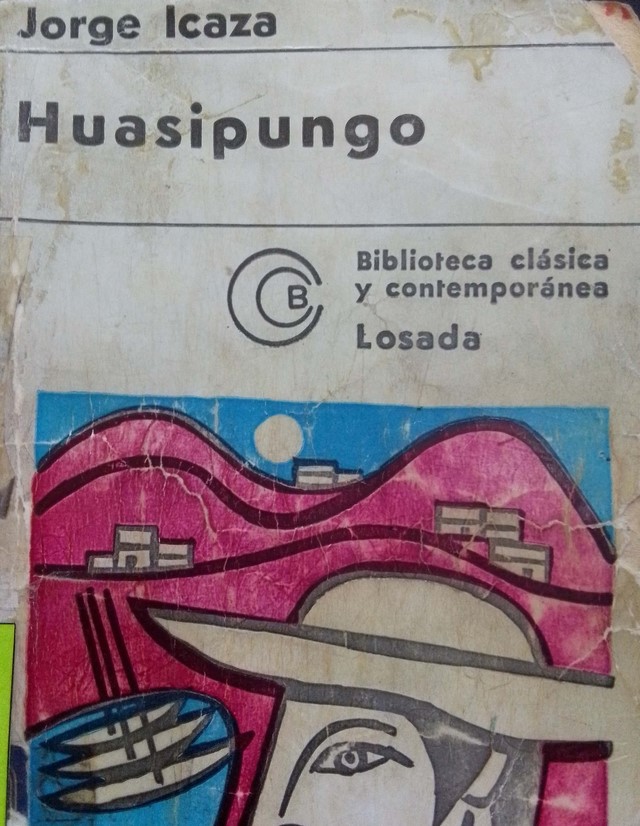 Jorge Icaza
Huasipungo
B
Biblioteca clásica
y contemporánea
Losada